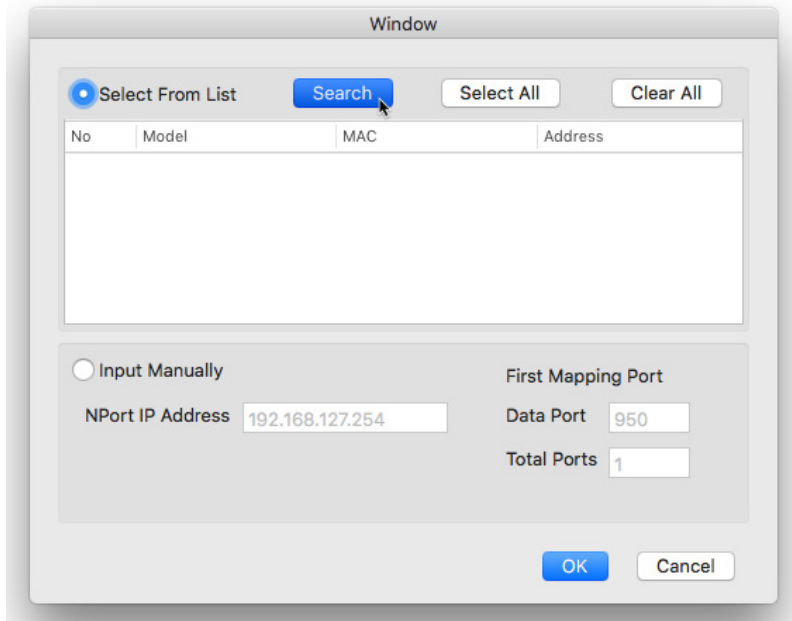 Window
Select From List Search Select All Clear All
No Model MAC Address
Input Manually
First Mapping Port
NPort IP Address 192.168.127.254 Data Port 950
Total Ports 1
OK Cancel